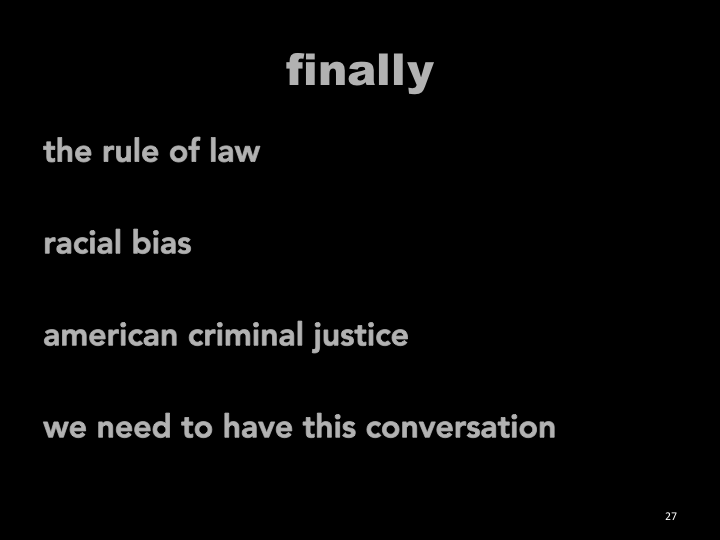 finally
the rule of law
racial bias
american criminal justice
we need to have this conversation
27